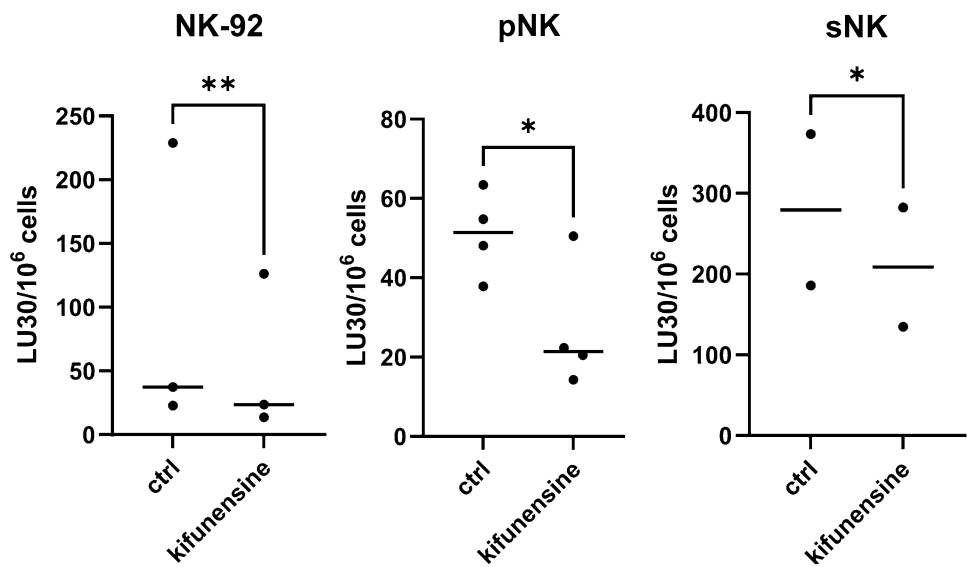 NK-92
**
LU30/10⁶ cells
250
200
150
100
50
0
ctrl
kifunensine
pNK
*
LU30/10⁶ cells
80
60
40
20
0
ctrl
kifunensine
sNK
*
LU30/10⁶ cells
400
300
200
100
0
ctrl
kifunensine